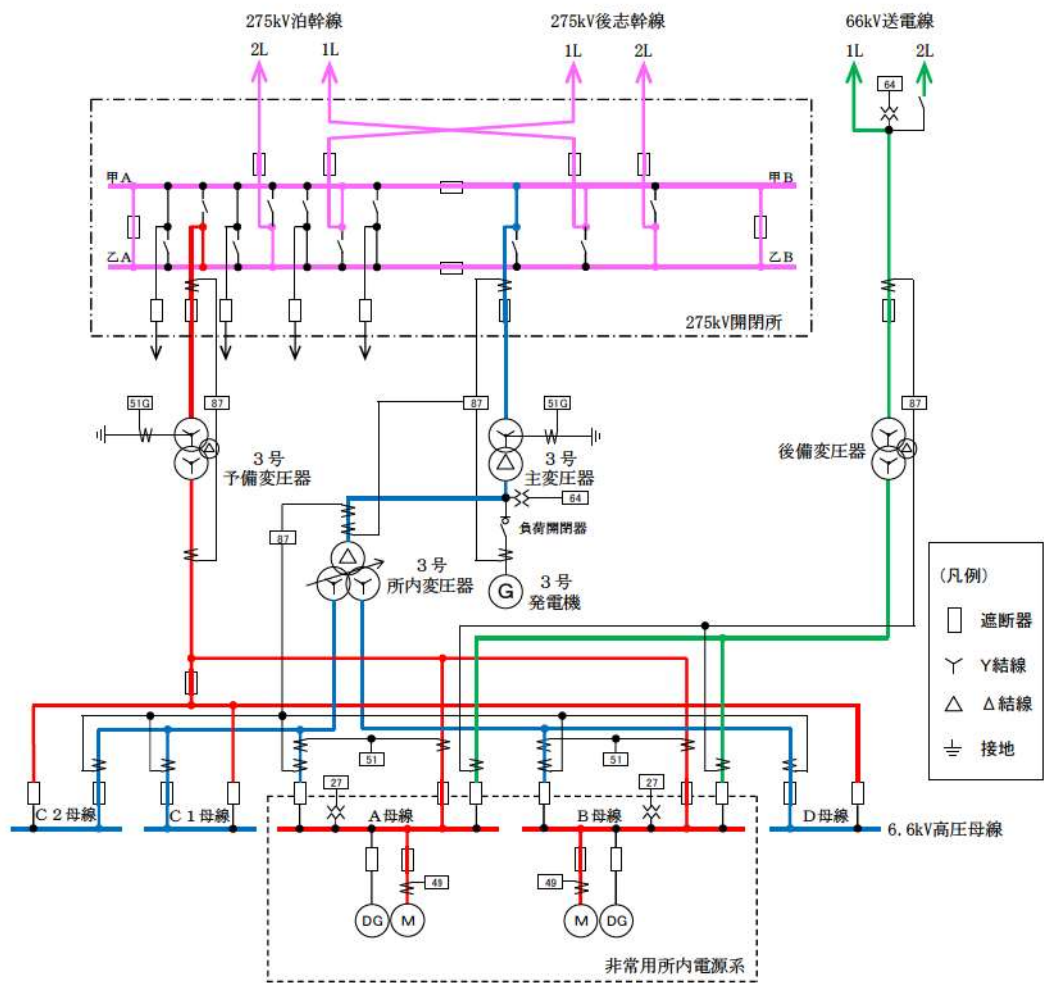 275kV泊幹線
275kV後志幹線
66kV送電線
2L
1L
1L
2L
1L
2L
64
甲A
甲B
乙A
乙B
275kV開閉所
51G
87
87
51G
87
3号
予備変圧器
3号
主変圧器
後備変圧器
64
87
負荷開閉器
3号
所内変圧器
G
3号
発電機
(凡例)
遮断器
Y結線
Δ結線
接地
51
51
27
27
C2母線
C1母線
A母線
B母線
D母線
6.6kV高圧母線
49
49
DG
M
M
DG
非常用所内電源系